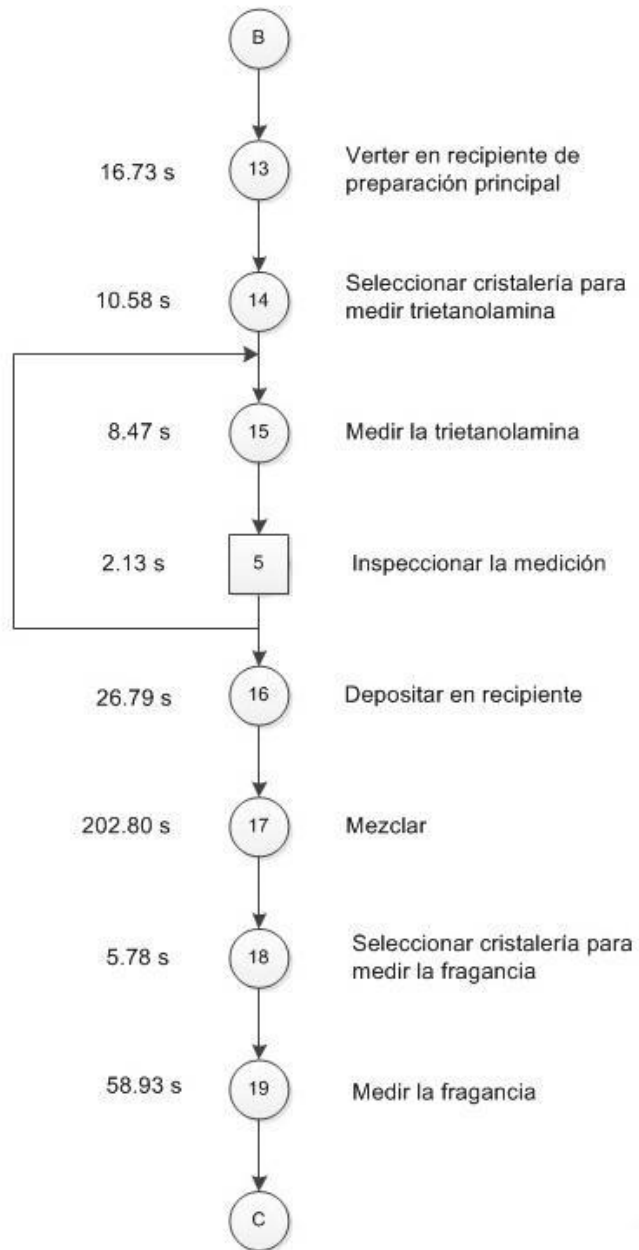 B
16.73 s
13
Verter en recipiente de
preparación principal
10.58 s
14
Seleccionar cristalería para
medir trietanolamina
8.47 s
15
Medir la trietanolamina
2.13 s
5
Inspeccionar la medición
26.79 s
16
Depositar en recipiente
202.80 s
17
Mezclar
5.78 s
18
Seleccionar cristalería para
medir la fragancia
58.93 s
19
Medir la fragancia
C